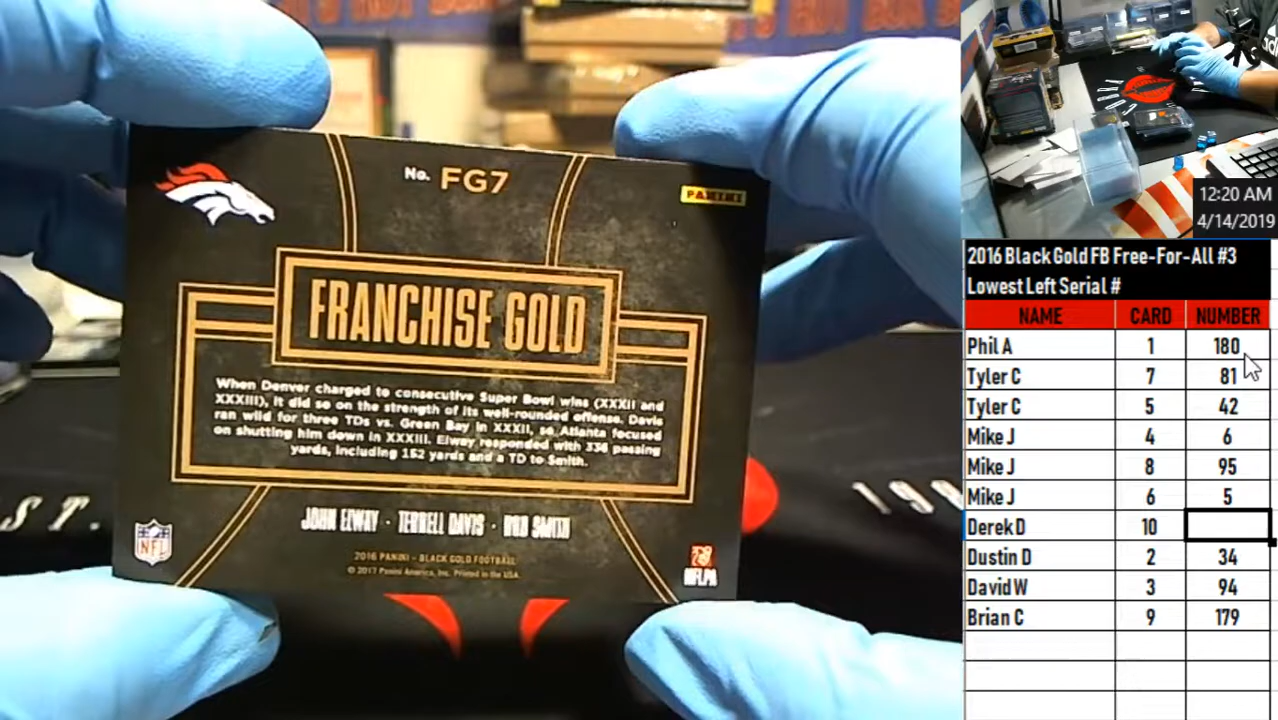 No. FG7
PANINI
FRANCHISE GOLD
When Denver charged to consecutive Super Bowl wins (XXXII and
XXXIII), it did so on the strength of its well-rounded offense. Davis
ran wild for three TDs vs. Green Bay in XXXII, so Atlanta focused
on shutting him down in XXXIII. Elway responded with 336 passing
yards, including 152 yards and a TD to Smith.
JOHN ELWAY · TERRELL DAVIS · ROD SMITH
2016 PANINI - BLACK GOLD FOOTBALL
© 2017 Panini America, Inc. Printed in the USA.
NFL
NFLPA
ST.
198
12:20 AM
4/14/2019
2016 Black Gold FB Free-For-All #3
Lowest Left Serial #
NAME CARD NUMBER
Phil A 1 180
Tyler C 7 81
Tyler C 5 42
Mike J 4 6
Mike J 8 95
Mike J 6 5
Derek D 10
Dustin D 2 34
David W 3 94
Brian C 9 179